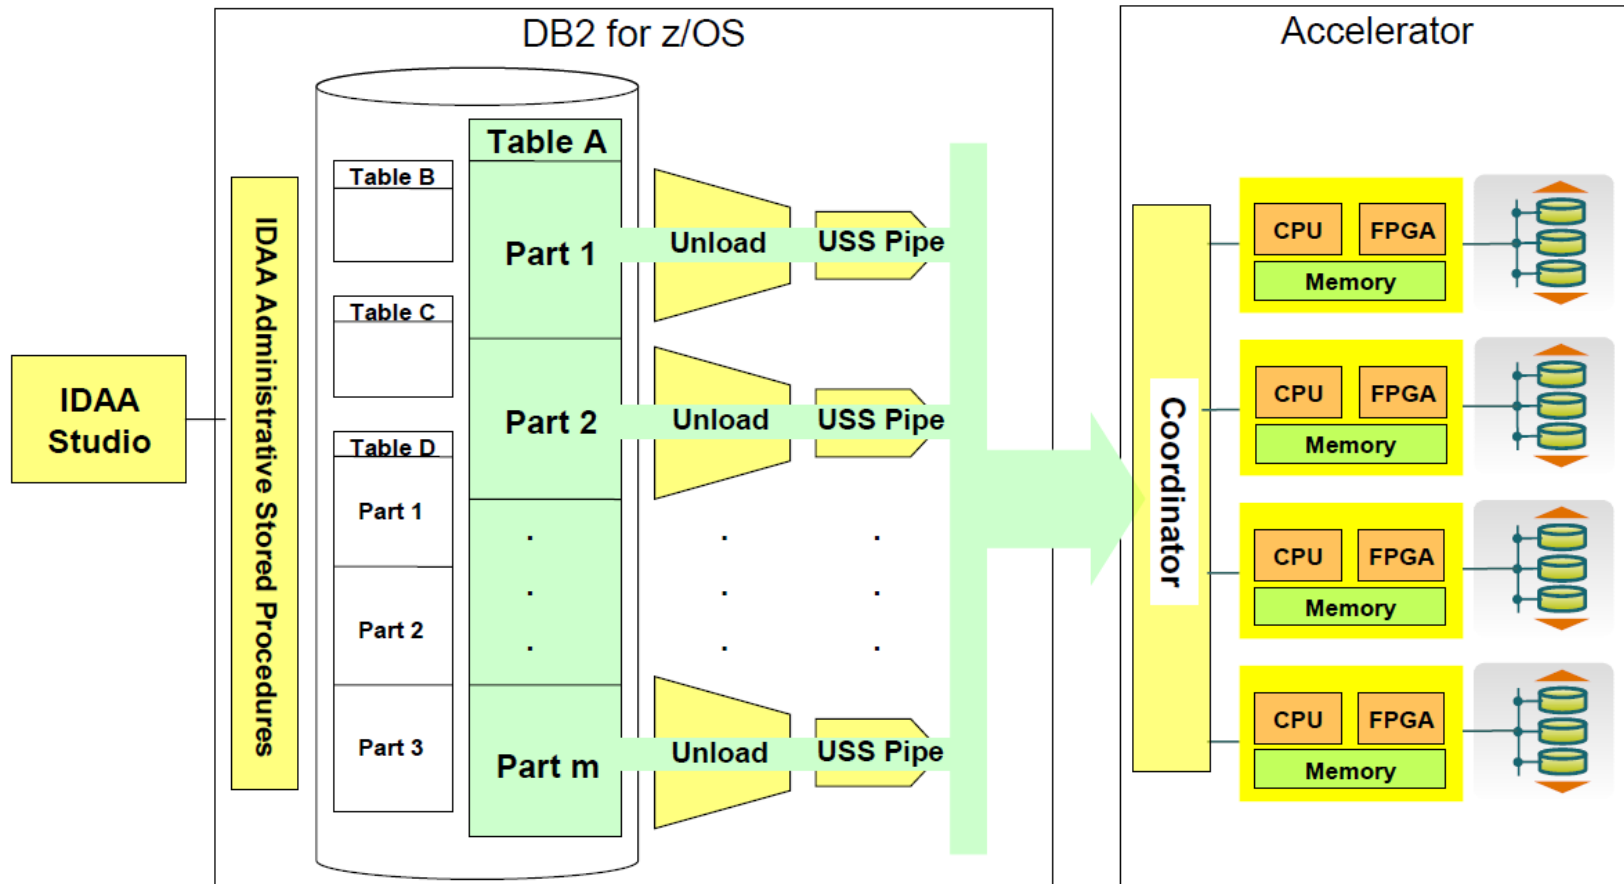 DB2 for z/OS
Accelerator
IDAA
Studio
IDAA Administrative Stored Procedures
Table B
Table C
Table D
Part 1
Part 2
Part 3
Table A
Part 1
Part 2
.
.
.
Part m
Unload
USS Pipe
Unload
USS Pipe
.
.
.
.
.
.
Unload
USS Pipe
Coordinator
CPU
FPGA
Memory
CPU
FPGA
Memory
CPU
FPGA
Memory
CPU
FPGA
Memory